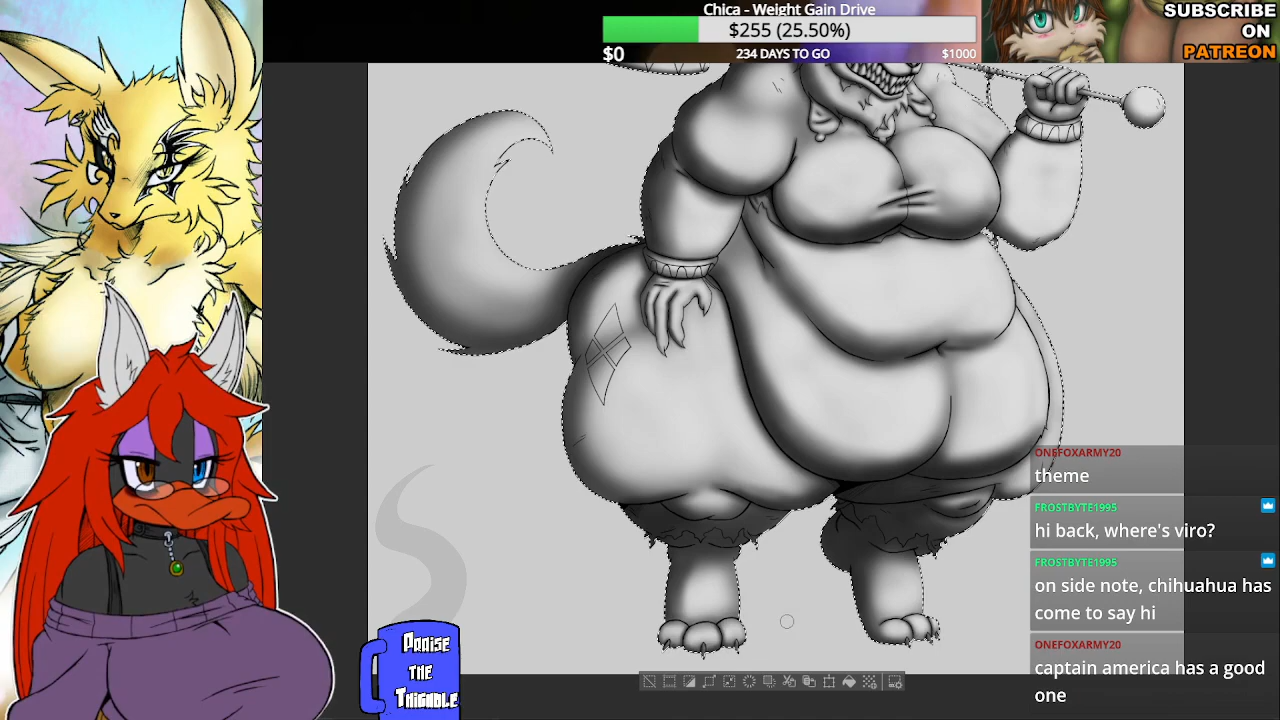 Chica - Weight Gain Drive
$255 (25.50%)
$0
234 DAYS TO GO
$1000
SUBSCRIBE
ON
PATREON
ONEFOXARMY20
theme
FROSTBYTE1995
hi back, where's viro?
FROSTBYTE1995
on side note, chihuahua has
come to say hi
ONEFOXARMY20
captain america has a good
one
PRAISE
THE
THIGHDLE